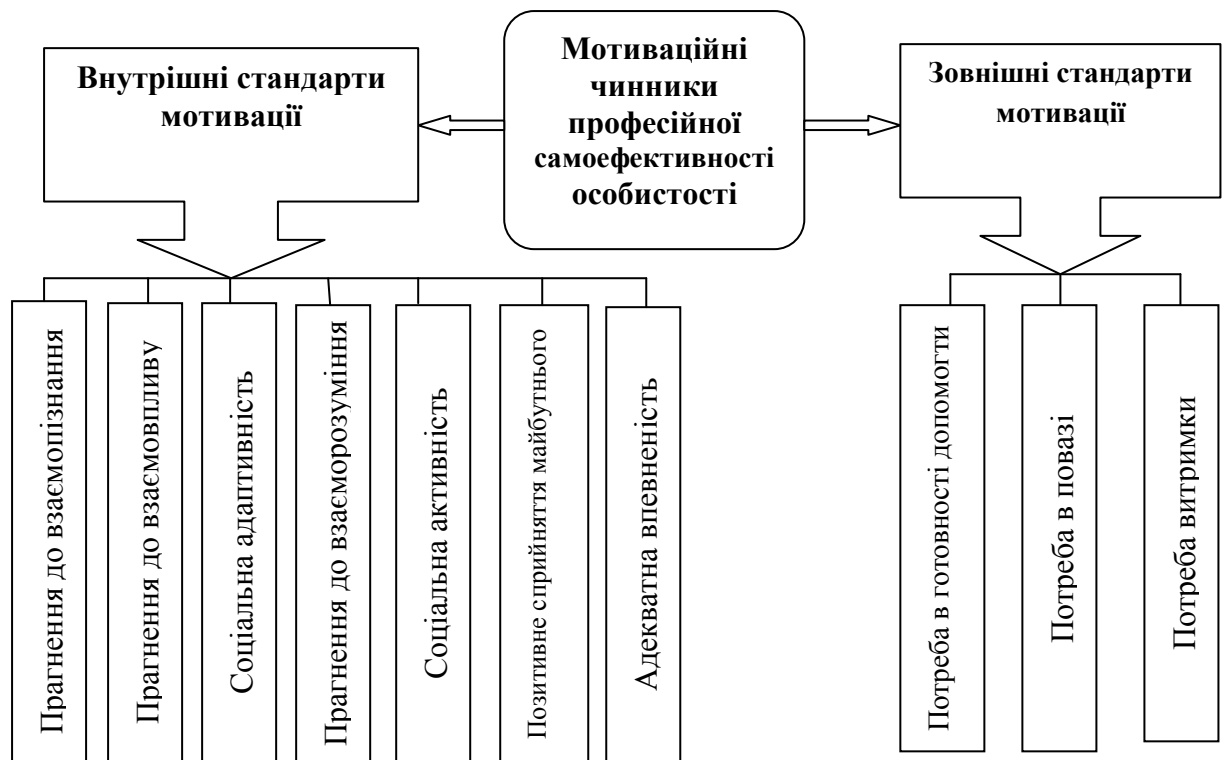 Мотиваційні
чинники
професійної
самоефективності
особистості
Внутрішні стандарти
мотивації
Зовнішні стандарти
мотивації
Прагнення до взаємопізнання
Прагнення до взаємовпливу
Соціальна адаптивність
Прагнення до взаєморозуміння
Соціальна активність
Позитивне сприйняття майбутнього
Адекватна впевненість
Потреба в готовності допомогти
Потреба в повазі
Потреба витримки